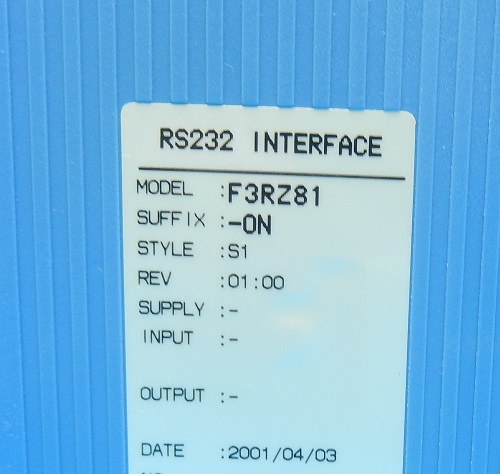 RS232 INTERFACE
MODEL :F3RZ81
SUFFIX :-0N
STYLE :S1
REV :01:00
SUPPLY :-
INPUT :-
OUTPUT :-
DATE :2001/04/03